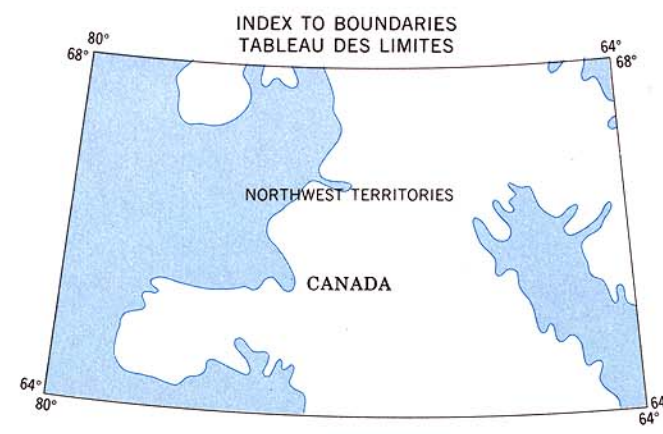 INDEX TO BOUNDARIES
TABLEAU DES LIMITES
80°
68°
64°
68°
NORTHWEST TERRITORIES
CANADA
64°
80°
64
64°